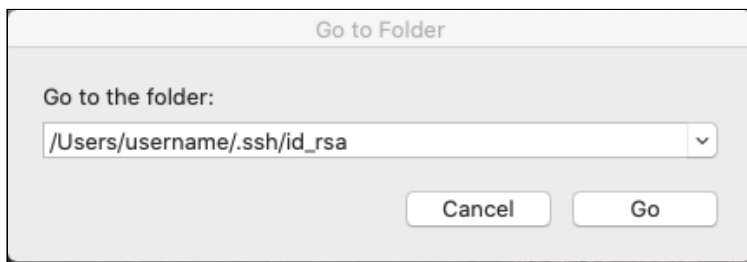 Go to Folder
Go to the folder:
/Users/username/.ssh/id_rsa
Cancel Go